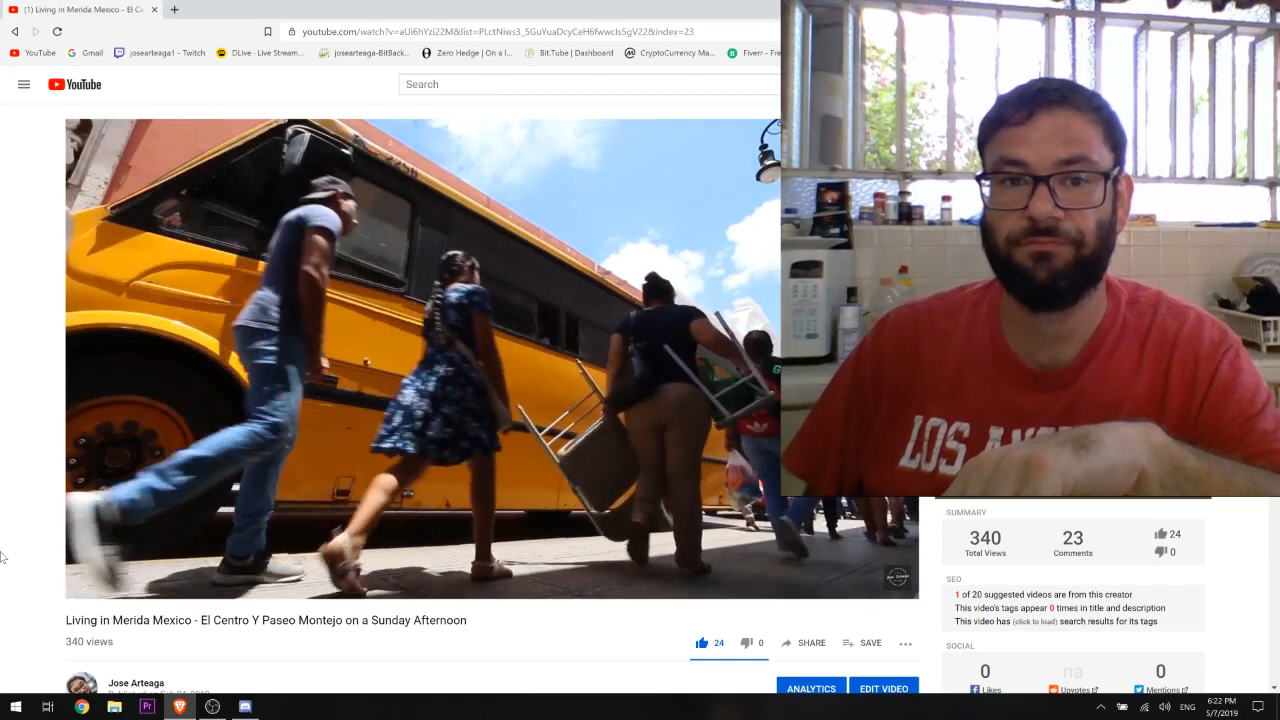 (1) Living in Merida Mexico - El Ce
youtube.com/watch?v=aUi6hYzi22M&list=PLctNiws3_5GuYuaDcyCeH6fwwcIs5gV22&index=23
YouTube
Gmail
josearteaga1 - Twitch
DLive · Live Stream...
josearteaga-BitBack...
Zero Hedge | On a l...
Bit.Tube | Dashboard
CryptoCurrency Ma...
Fiverr - Free
YouTube
Search
LOS
Living in Merida Mexico - El Centro Y Paseo Montejo on a Sunday Afternoon
340 views
24
0
SHARE
SAVE
Jose Arteaga
ANALYTICS
EDIT VIDEO
SUMMARY
340
Total Views
23
Comments
24
0
SEO
1 of 20 suggested videos are from this creator
This video's tags appear 0 times in title and description
This video has (click to load) search results for its tags
SOCIAL
0
Likes
na
Upvotes
0
Mentions
Pr
ENG
6:22 PM
5/7/2019